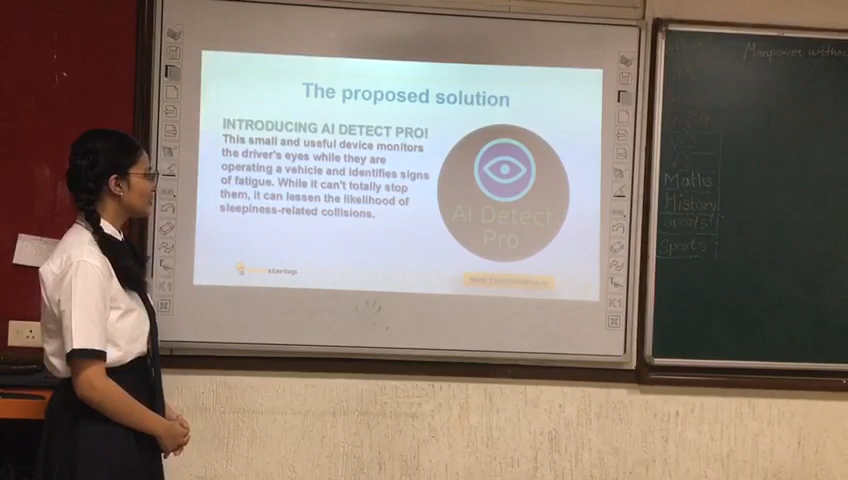 The proposed solution
INTRODUCING AI DETECT PRO!
This small and useful device monitors
the driver's eyes while they are
operating a vehicle and identifies signs
of fatigue. While it can't totally stop
them, it can lessen the likelihood of
sleepiness-related collisions.
AI Detect
Pro
startup
Manpower
Maths
History
Sports